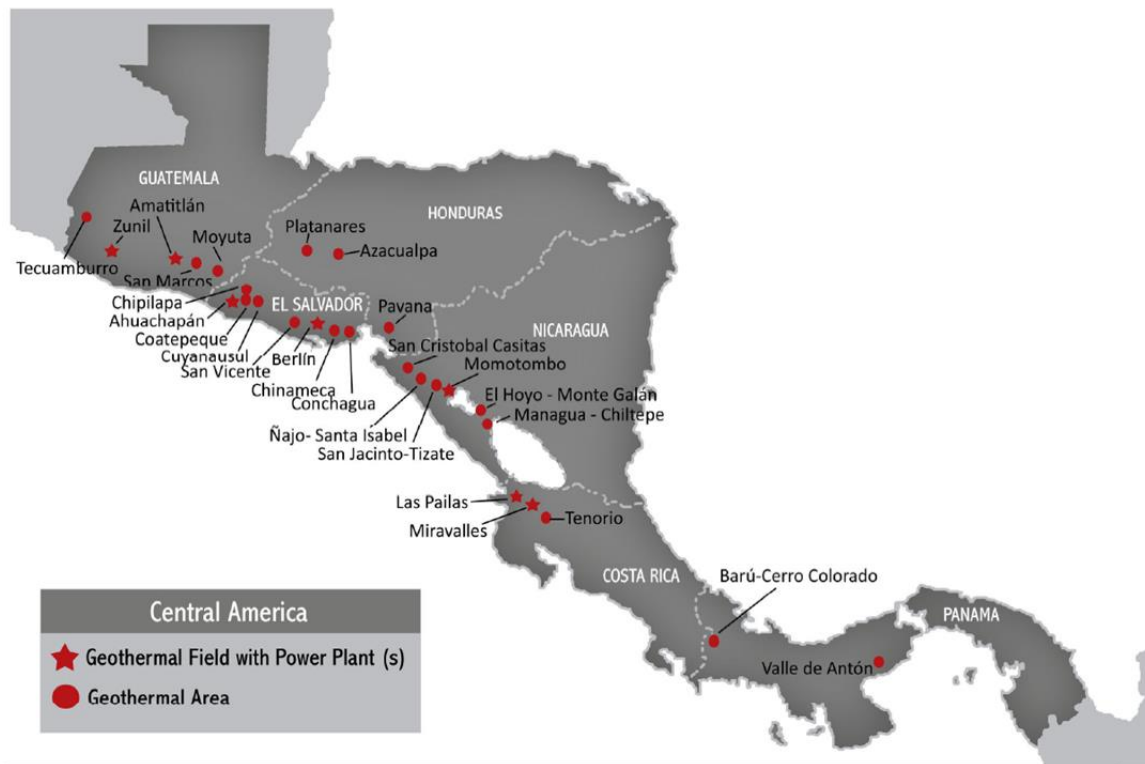 GUATEMALA
Amatitlán
Zunil
Moyuta
Tecuamburro
San Marcos
HONDURAS
Platanares
Azacualpa
Chipilapa
Ahuachapán
Coatepeque
Cuyanausul
San Vicente
EL SALVADOR
Berlín
Chinameca
Conchagua
Pavana
NICARAGUA
San Cristobal Casitas
Momotombo
El Hoyo - Monte Galán
Managua - Chiltepe
Ñajo- Santa Isabel
San Jacinto-Tizate
Las Pailas
Miravalles
Tenorio
COSTA RICA
Barú-Cerro Colorado
PANAMA
Valle de Antón
Central America
Geothermal Field with Power Plant (s)
Geothermal Area